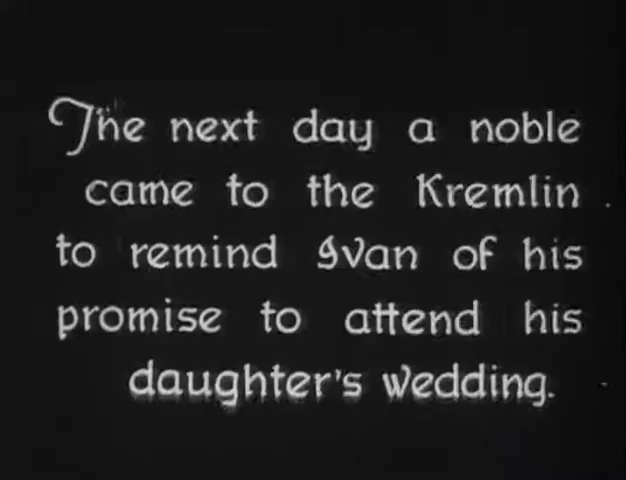 The next day a noble
came to the Kremlin
to remind Ivan of his
promise to attend his
daughter's wedding.